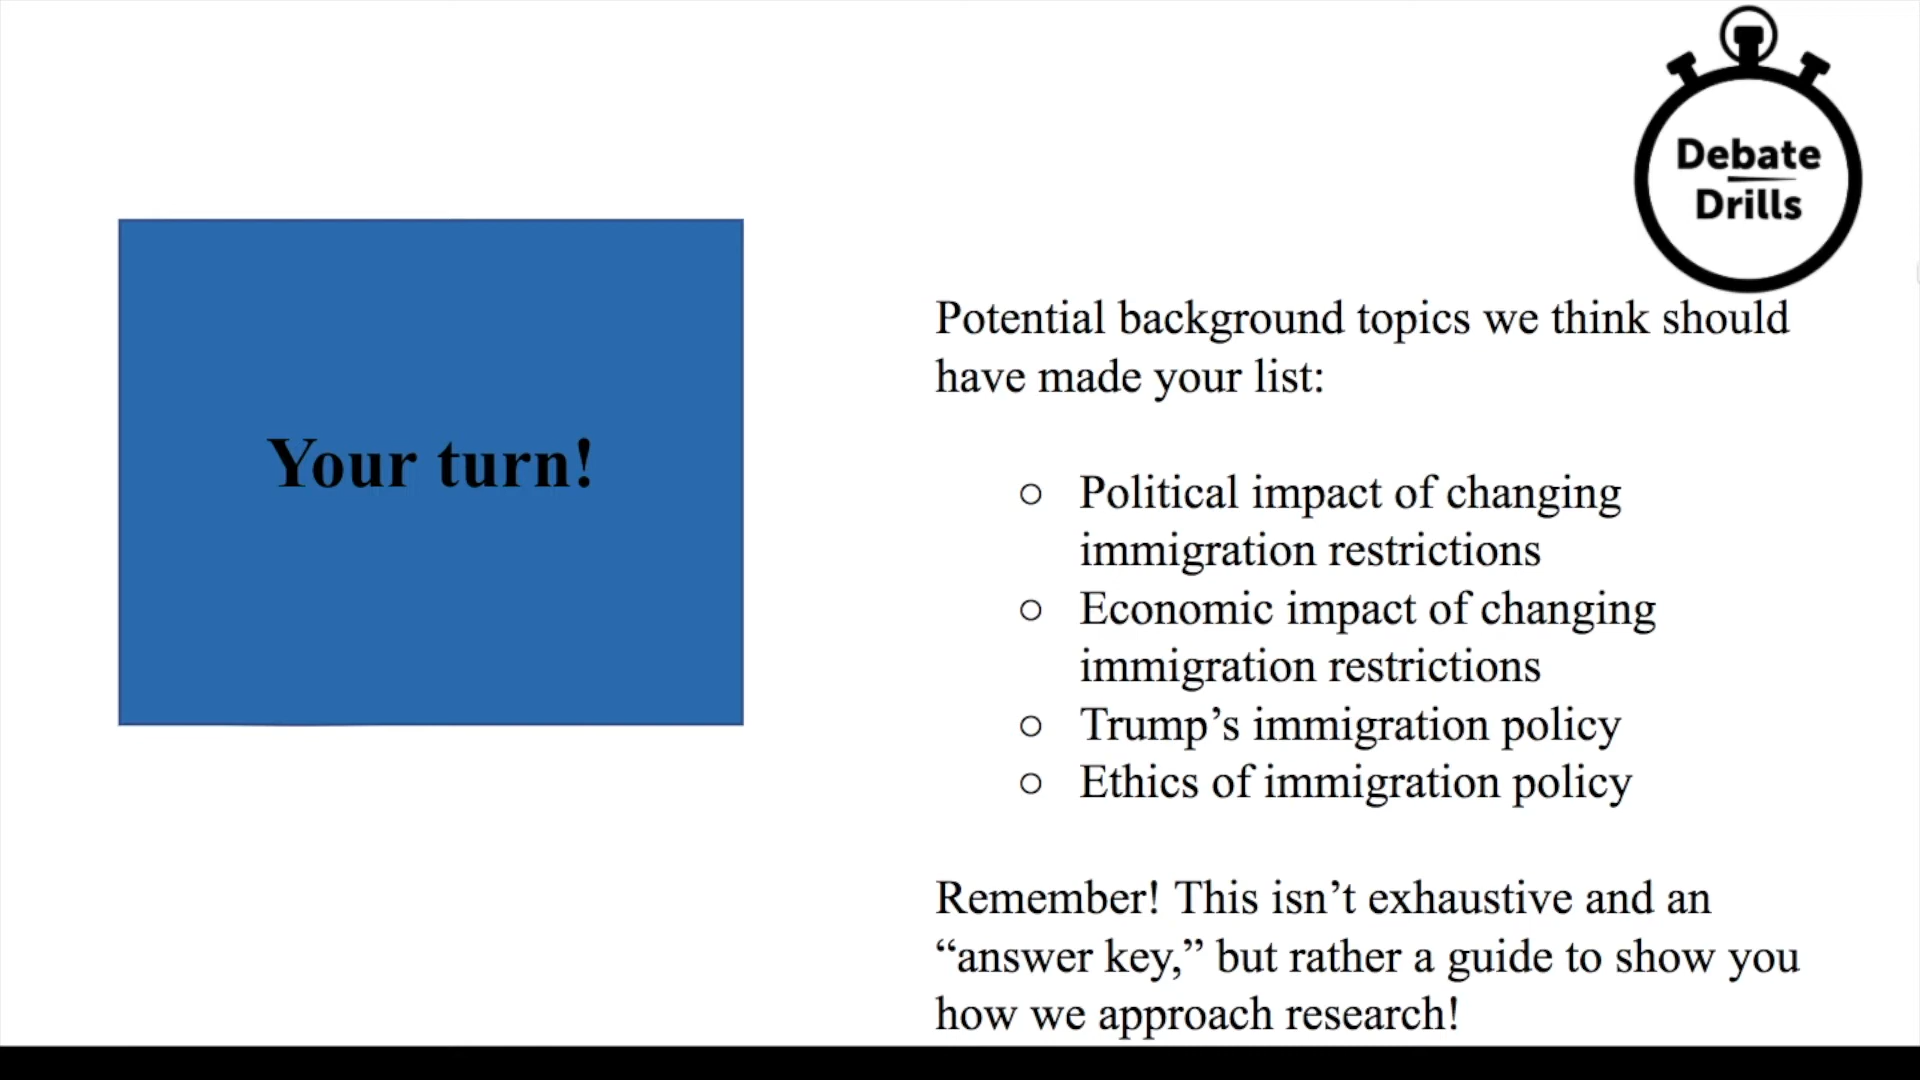 Debate
Drills
Your turn!
Potential background topics we think should
have made your list:
○ Political impact of changing
immigration restrictions
○ Economic impact of changing
immigration restrictions
○ Trump’s immigration policy
○ Ethics of immigration policy
Remember! This isn’t exhaustive and an
“answer key,” but rather a guide to show you
how we approach research!